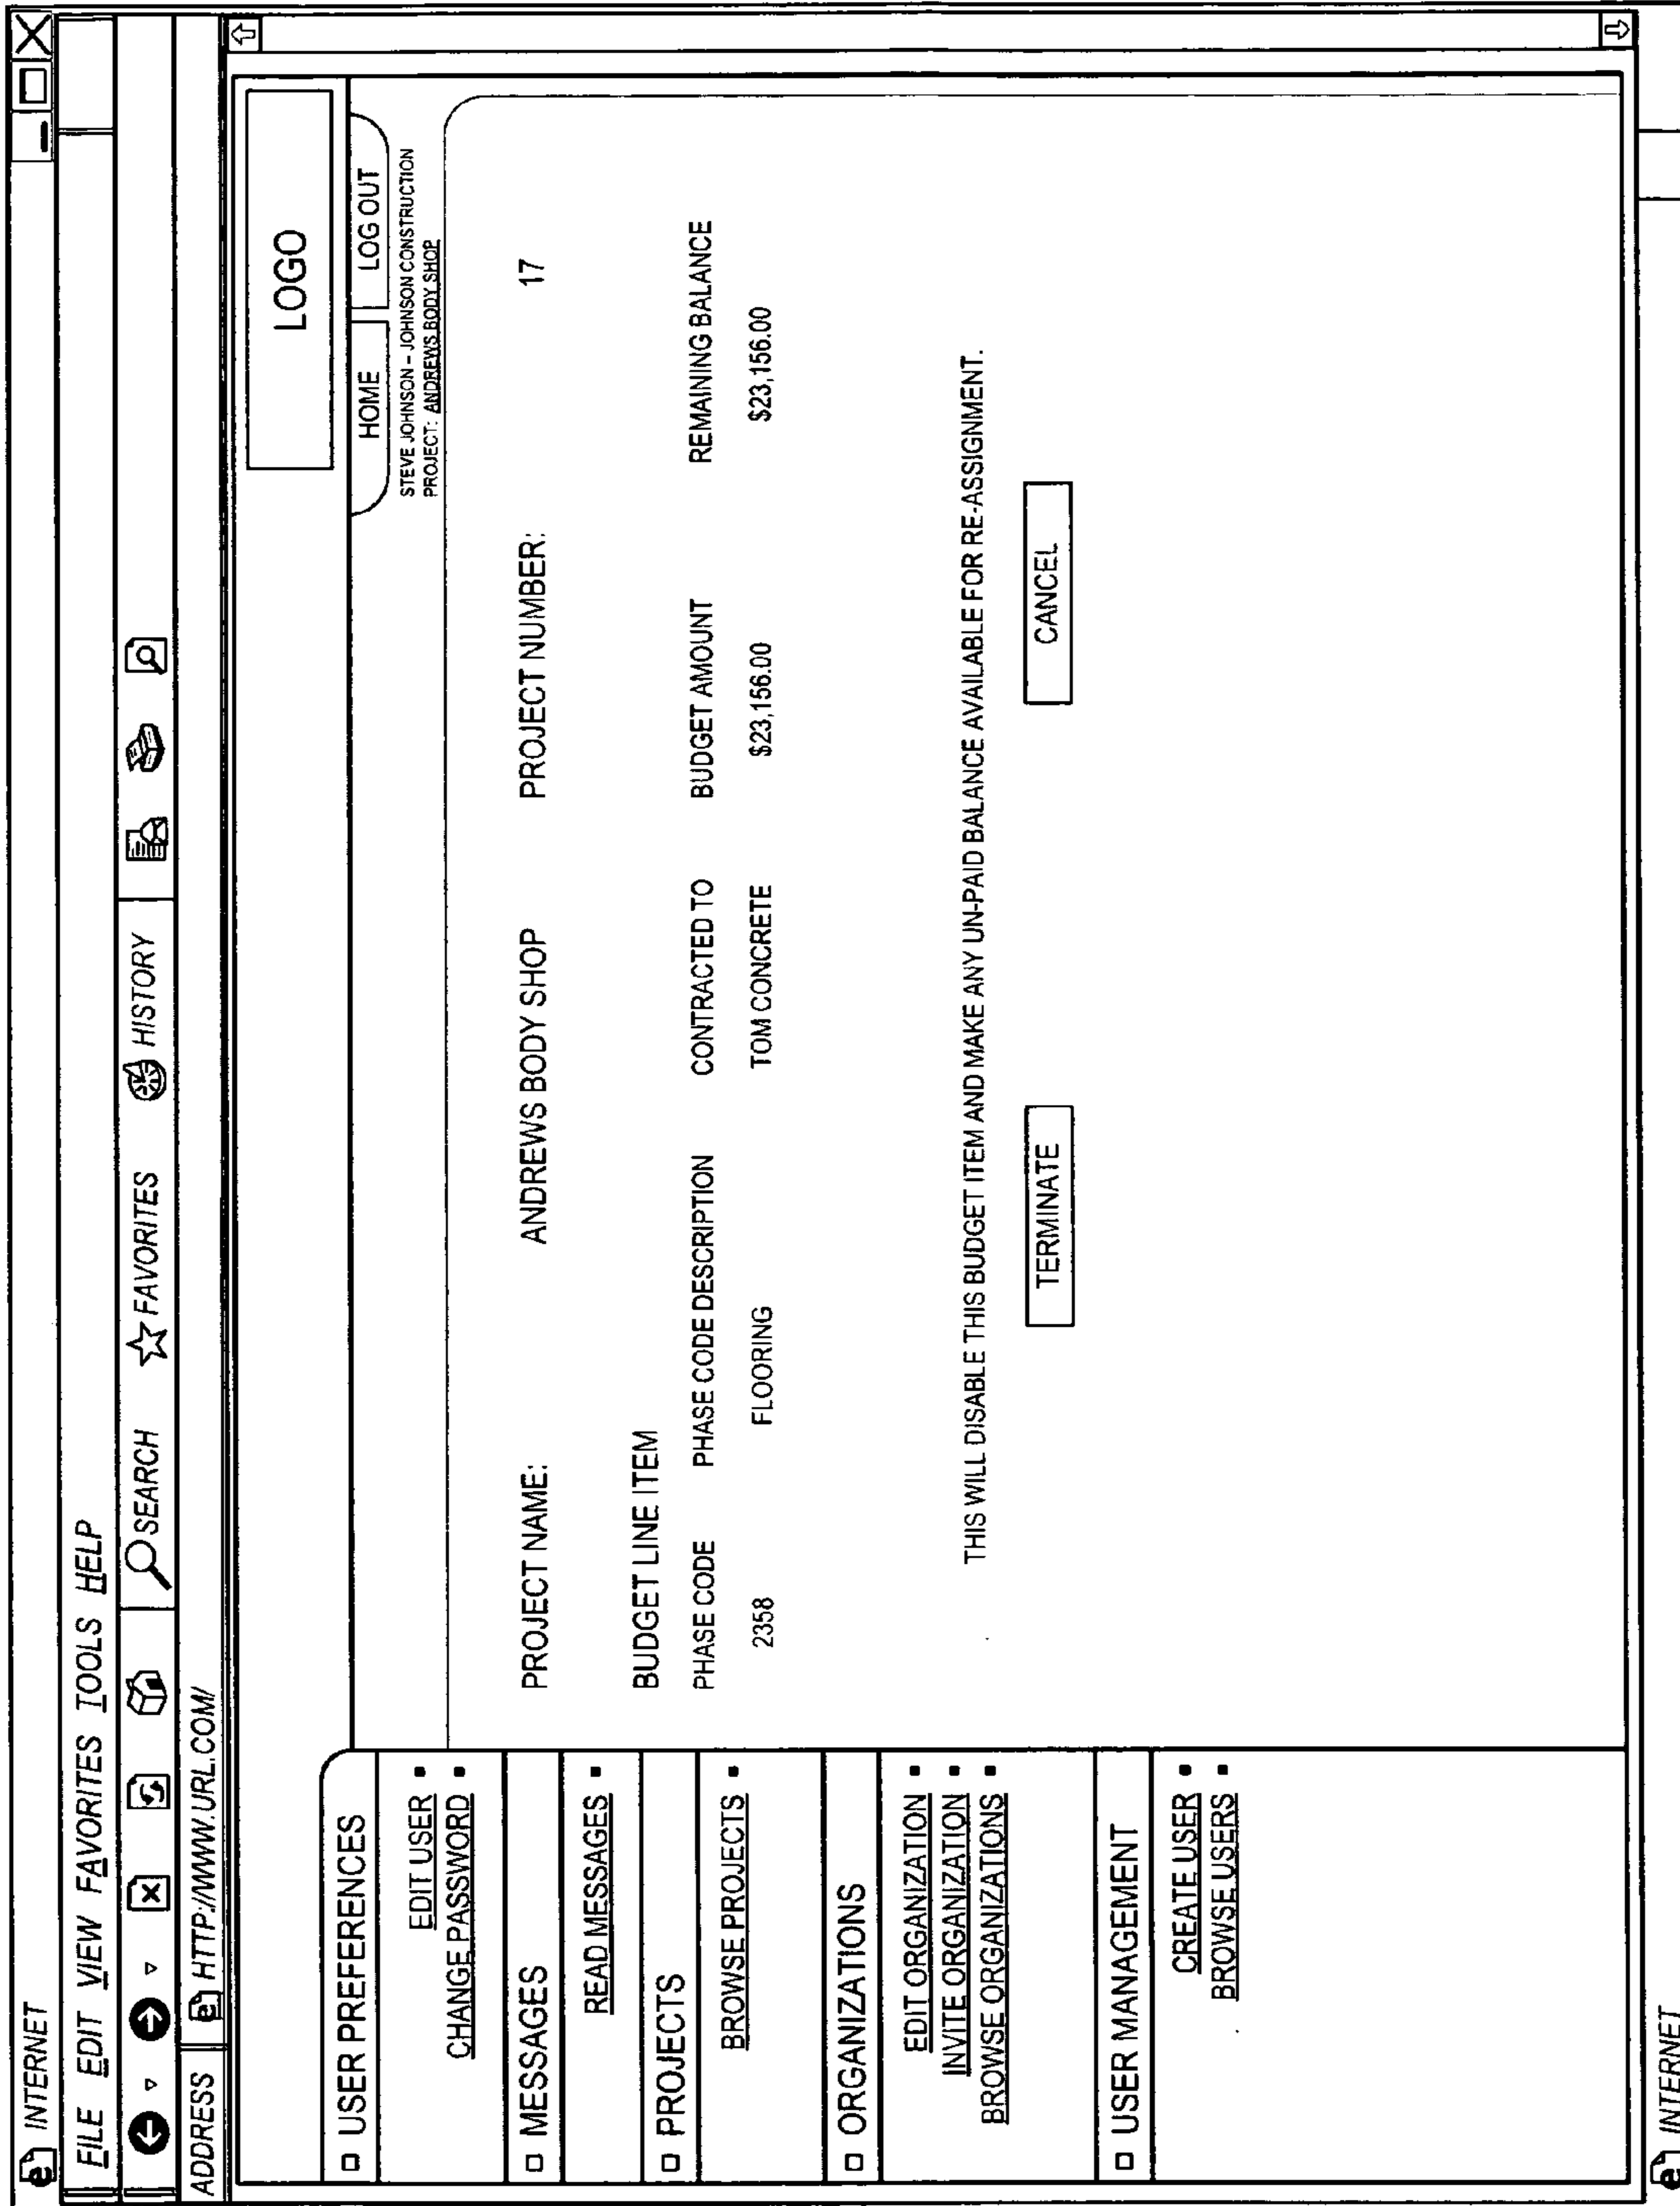 INTERNET
FILE EDIT VIEW FAVORITES TOOLS HELP
SEARCH FAVORITES HISTORY
ADDRESS HTTP://WWW.URL.COM/
LOGO
HOME LOG OUT
STEVE JOHNSON – JOHNSON CONSTRUCTION
PROJECT: ANDREWS BODY SHOP
USER PREFERENCES
EDIT USER
CHANGE PASSWORD
MESSAGES
READ MESSAGES
PROJECTS
BROWSE PROJECTS
ORGANIZATIONS
EDIT ORGANIZATION
INVITE ORGANIZATION
BROWSE ORGANIZATIONS
USER MANAGEMENT
CREATE USER
BROWSE USERS
PROJECT NAME: ANDREWS BODY SHOP PROJECT NUMBER: 17
BUDGET LINE ITEM
PHASE CODE PHASE CODE DESCRIPTION CONTRACTED TO BUDGET AMOUNT REMAINING BALANCE
2358 FLOORING TOM CONCRETE $23,156.00 $23,156.00
THIS WILL DISABLE THIS BUDGET ITEM AND MAKE ANY UN-PAID BALANCE AVAILABLE FOR RE-ASSIGNMENT.
TERMINATE CANCEL
INTERNET